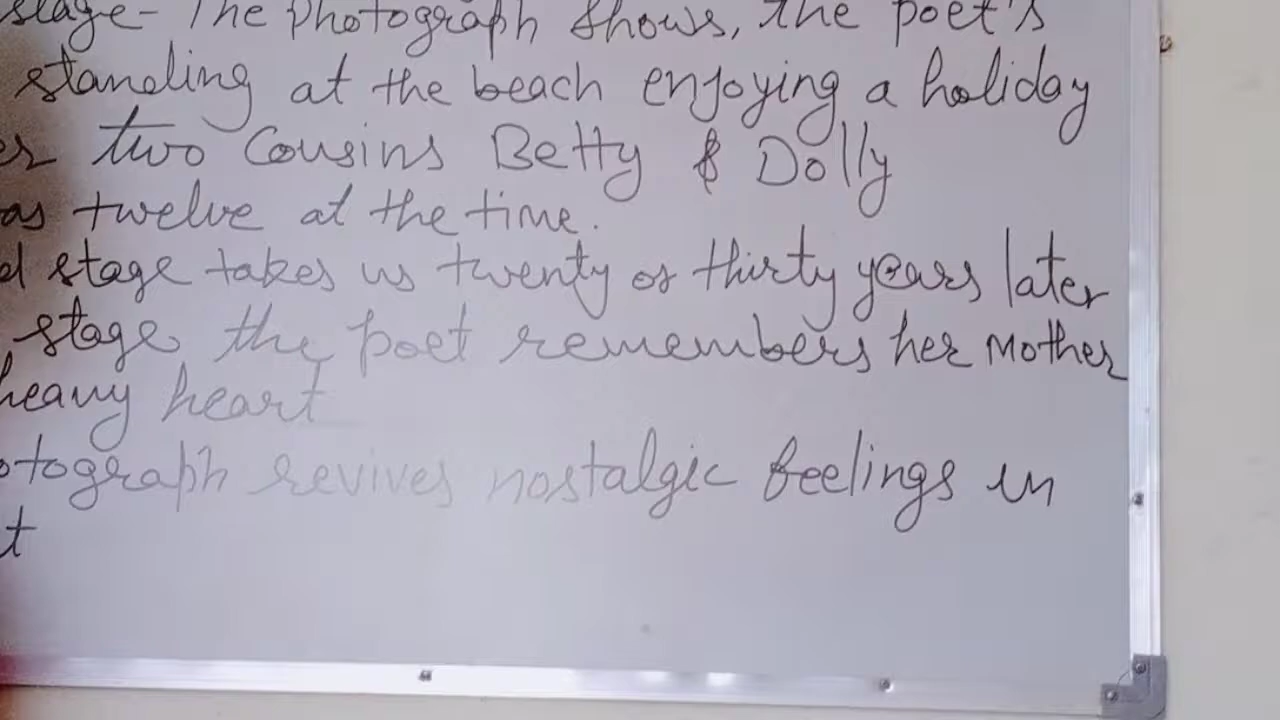 stage - The Photograph shows, the poet's
standing at the beach enjoying a holiday
er two Cousins Betty & Dolly
as twelve at the time.
d stage takes us twenty or thirty years later
stage the poet remembers her Mother
heavy heart
otograph revives nostalgic feelings in
t